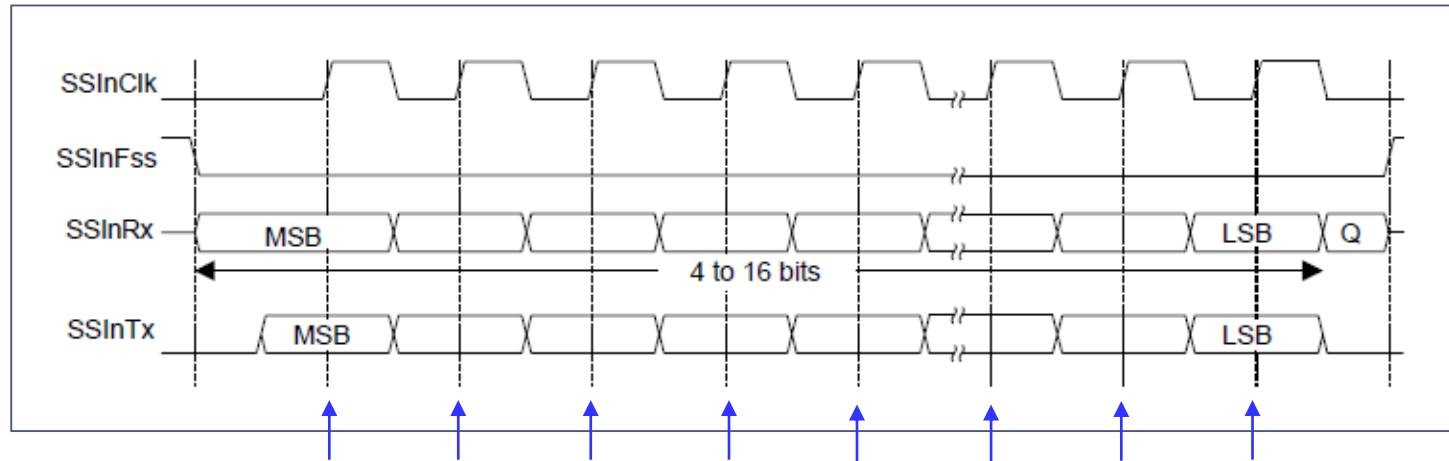 SSInClk
SSInFss
SSInRx MSB LSB Q
4 to 16 bits
SSInTx MSB LSB